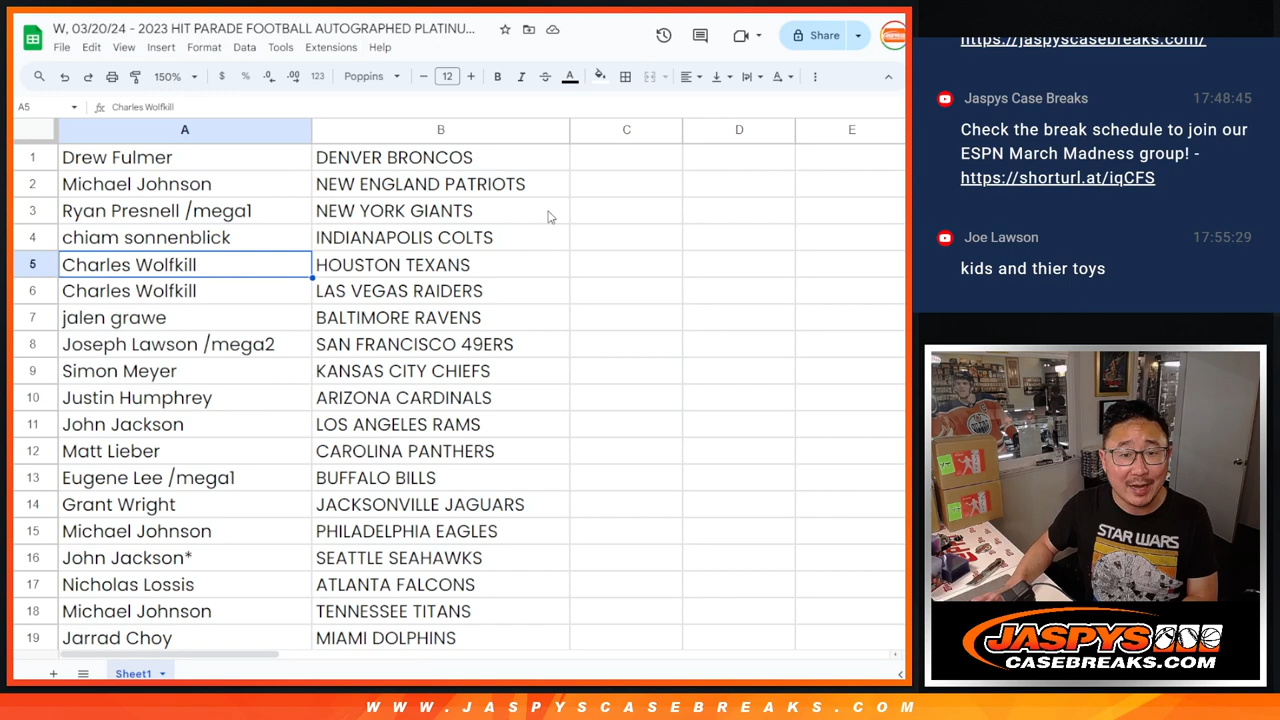 W, 03/20/24 - 2023 HIT PARADE FOOTBALL AUTOGRAPHED PLATINU...
File Edit View Insert Format Data Tools Extensions Help
Share
150% $ % .0 .00 123 Poppins 12 B I A
A5 fx Charles Wolfkill
A B C D E
1 Drew Fulmer DENVER BRONCOS
2 Michael Johnson NEW ENGLAND PATRIOTS
3 Ryan Presnell /mega1 NEW YORK GIANTS
4 chiam sonnenblick INDIANAPOLIS COLTS
5 Charles Wolfkill HOUSTON TEXANS
6 Charles Wolfkill LAS VEGAS RAIDERS
7 jalen grawe BALTIMORE RAVENS
8 Joseph Lawson /mega2 SAN FRANCISCO 49ERS
9 Simon Meyer KANSAS CITY CHIEFS
10 Justin Humphrey ARIZONA CARDINALS
11 John Jackson LOS ANGELES RAMS
12 Matt Lieber CAROLINA PANTHERS
13 Eugene Lee /mega1 BUFFALO BILLS
14 Grant Wright JACKSONVILLE JAGUARS
15 Michael Johnson PHILADELPHIA EAGLES
16 John Jackson* SEATTLE SEAHAWKS
17 Nicholas Lossis ATLANTA FALCONS
18 Michael Johnson TENNESSEE TITANS
19 Jarrad Choy MIAMI DOLPHINS
Sheet1
https://jaspyscasebreaks.com/
Jaspys Case Breaks 17:48:45
Check the break schedule to join our
ESPN March Madness group! -
https://shorturl.at/iqCFS
Joe Lawson 17:55:29
kids and thier toys
STAR WARS
JASPYS
CASEBREAKS.COM
WWW.JASPYSCASEBREAKS.COM